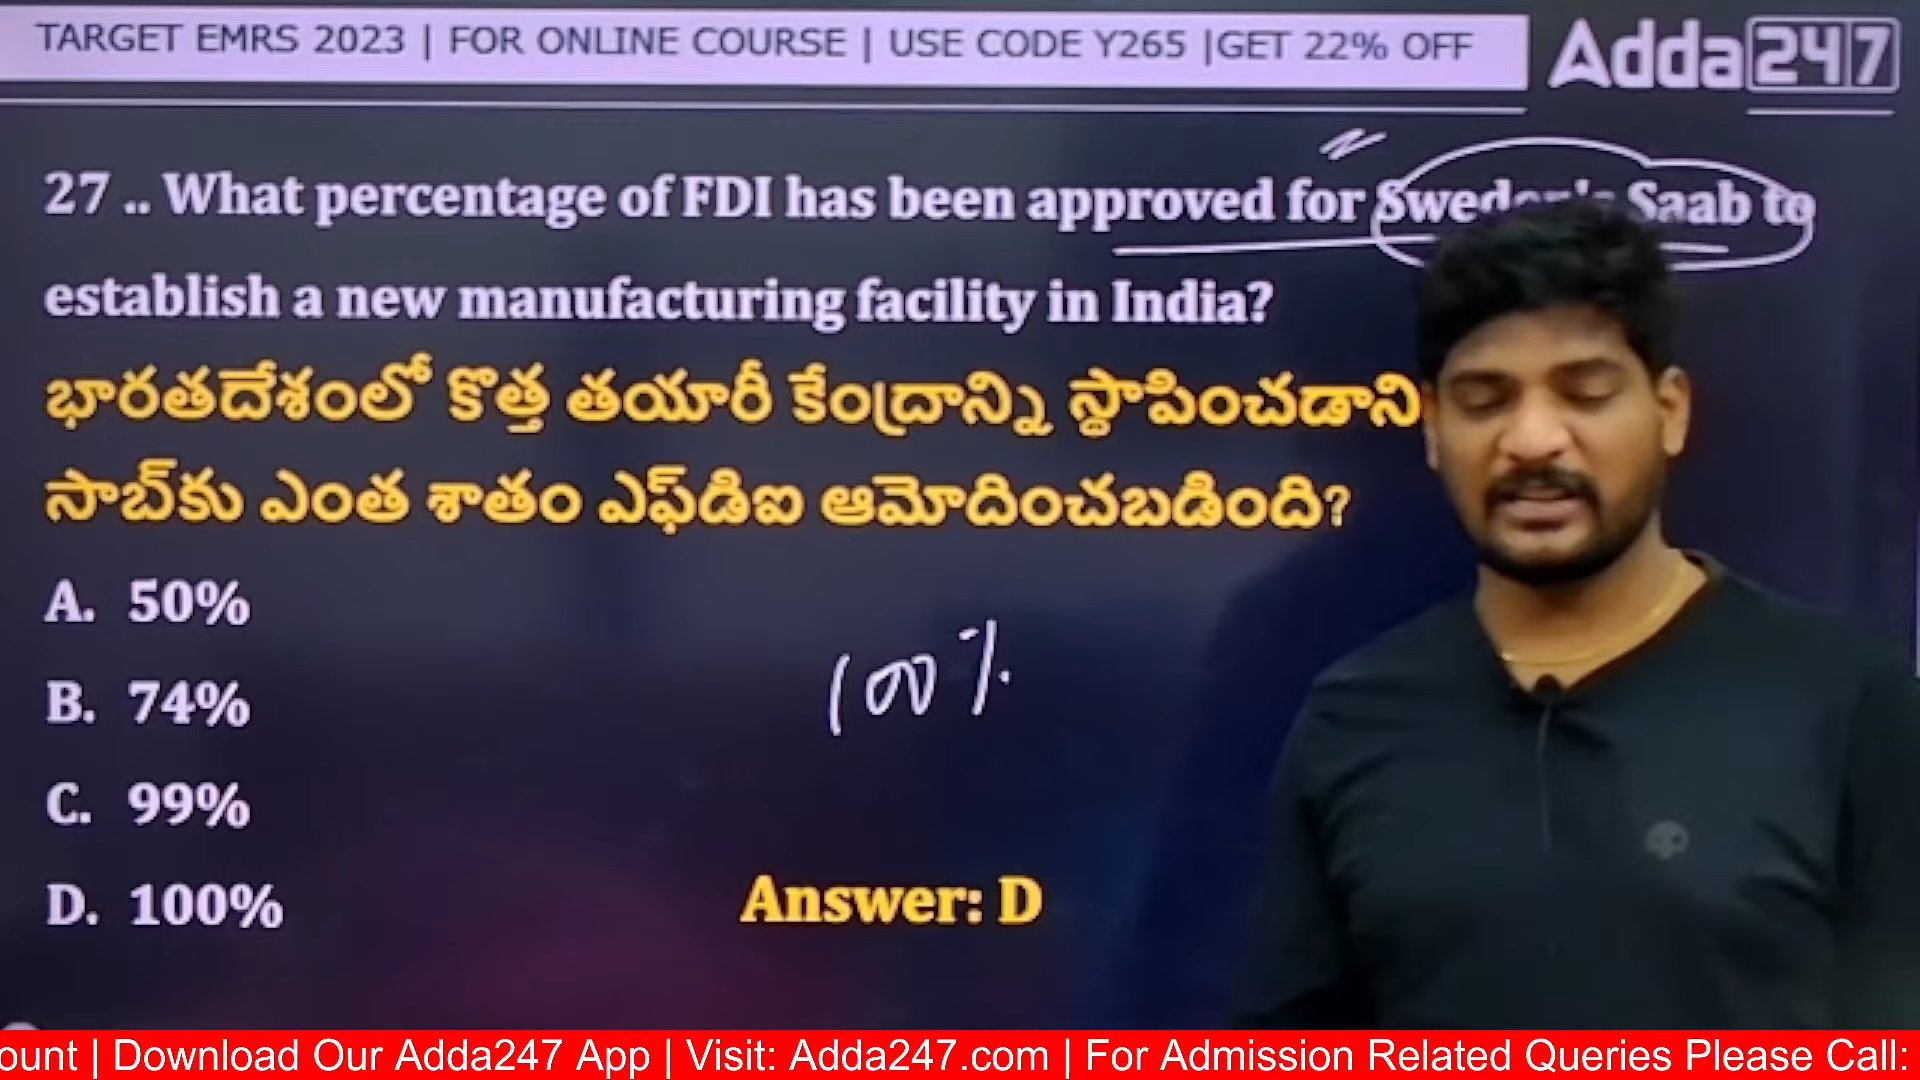 TARGET EMRS 2023 | FOR ONLINE COURSE | USE CODE Y265 |GET 22% OFF
Adda247
27 .. What percentage of FDI has been approved for Sweden's Saab to
establish a new manufacturing facility in India?
భారతదేశంలో కొత్త తయారీ కేంద్రాన్ని స్థాపించడాని
సాబ్‌కు ఎంత శాతం ఎఫ్‌డిఐ ఆమోదించబడింది?
A. 50%
B. 74%
100%
C. 99%
D. 100%
Answer: D
ount | Download Our Adda247 App | Visit: Adda247.com | For Admission Related Queries Please Call: